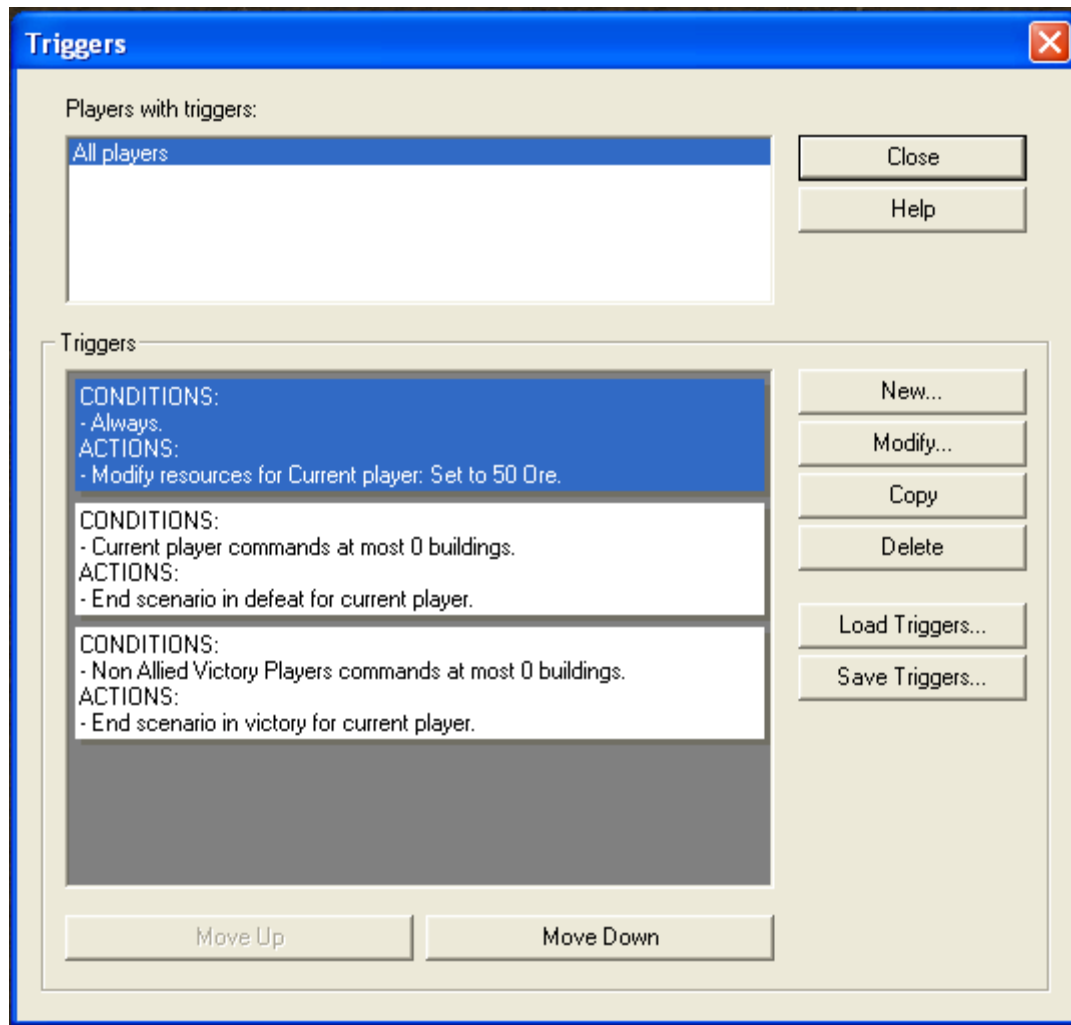 Triggers
Players with triggers:
All players
Close
Help
Triggers
CONDITIONS:
- Always.
ACTIONS:
- Modify resources for Current player: Set to 50 Ore.
CONDITIONS:
- Current player commands at most 0 buildings.
ACTIONS:
- End scenario in defeat for current player.
CONDITIONS:
- Non Allied Victory Players commands at most 0 buildings.
ACTIONS:
- End scenario in victory for current player.
New...
Modify...
Copy
Delete
Load Triggers...
Save Triggers...
Move Up
Move Down